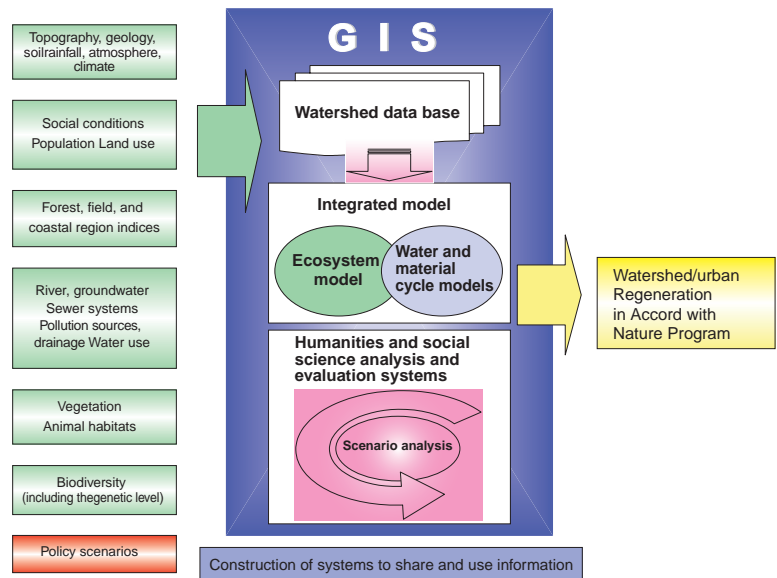 Topography, geology,
soilrainfall, atmosphere,
climate
Social conditions
Population Land use
Forest, field, and
coastal region indices
River, groundwater
Sewer systems
Pollution sources,
drainage Water use
Vegetation
Animal habitats
Biodiversity
(including thegenetic level)
Policy scenarios
G I S
Watershed data base
Integrated model
Ecosystem
model
Water and
material
cycle models
Humanities and social
science analysis and
evaluation systems
Scenario analysis
Construction of systems to share and use information
Watershed/urban
Regeneration
in Accord with
Nature Program